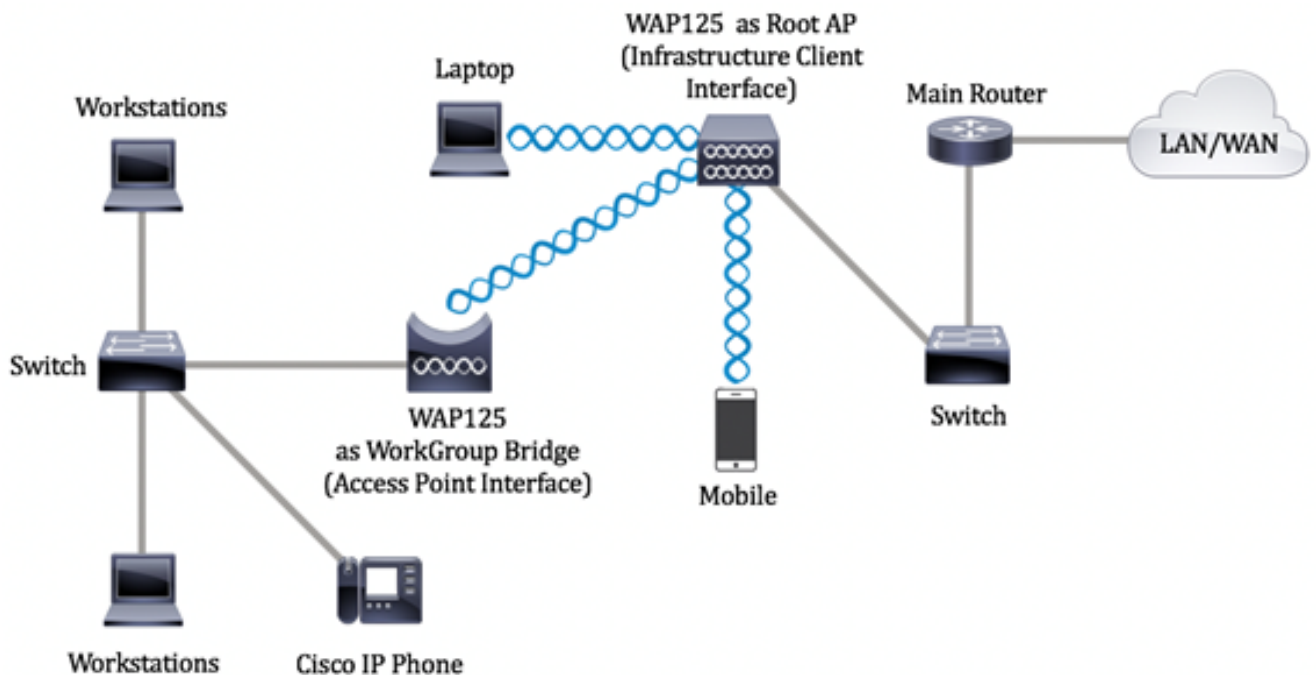 WAP125 as Root AP
(Infrastructure Client
Interface)
Laptop
Main Router
Workstations
LAN/WAN
Switch
WAP125
as WorkGroup Bridge
(Access Point Interface)
Switch
Mobile
Workstations
Cisco IP Phone